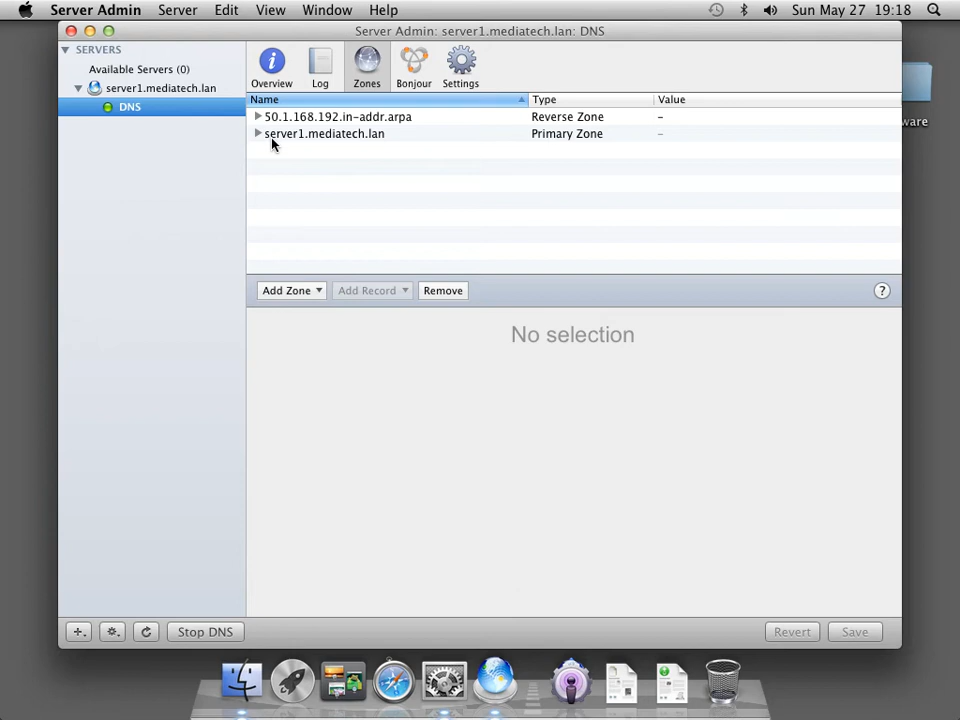 Server Admin Server Edit View Window Help Sun May 27 19:18
Server Admin: server1.mediatech.lan: DNS
SERVERS
Available Servers (0)
server1.mediatech.lan
DNS
Overview Log Zones Bonjour Settings
Name Type Value
50.1.168.192.in-addr.arpa Reverse Zone –
server1.mediatech.lan Primary Zone –
Add Zone Add Record Remove ?
No selection
Stop DNS Revert Save
ware